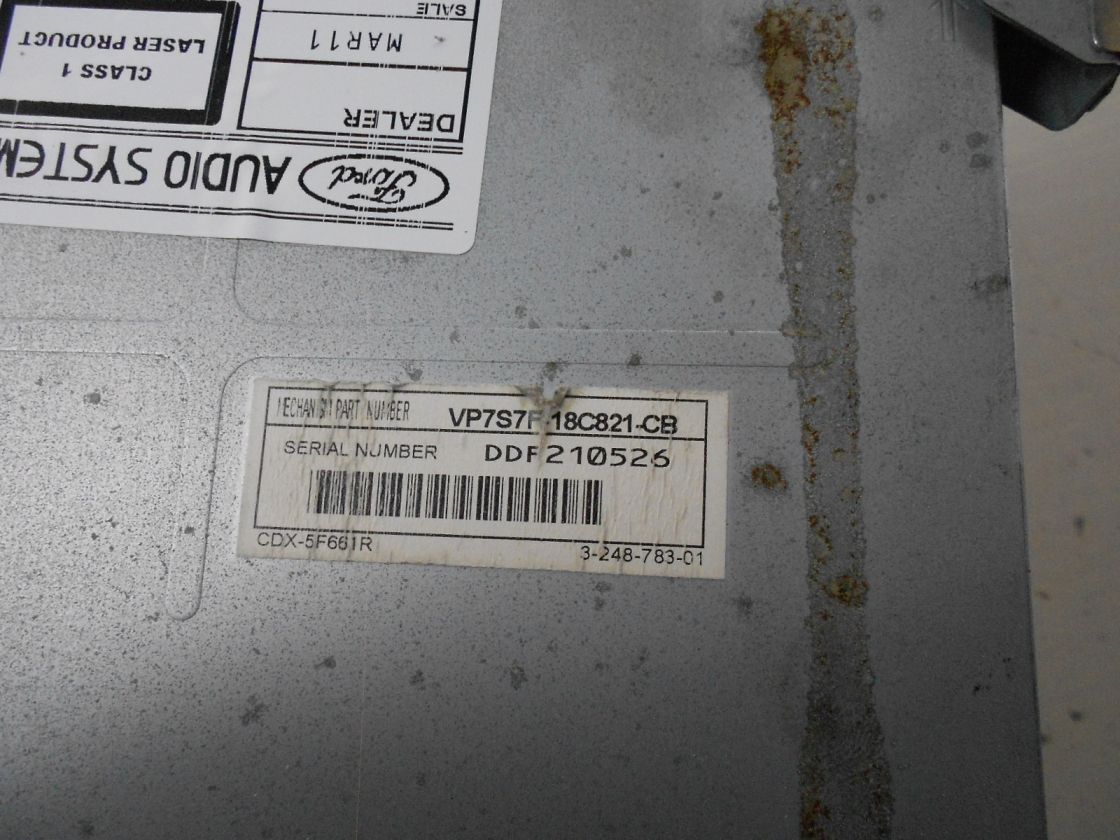 Ford AUDIO SYSTEM
DEALER
MAR11
CLASS 1
LASER PRODUCT
MECHANISM PART NUMBER VP7S7F-18C821-CB
SERIAL NUMBER DDF210526
CDX-5F661R 3-248-783-01